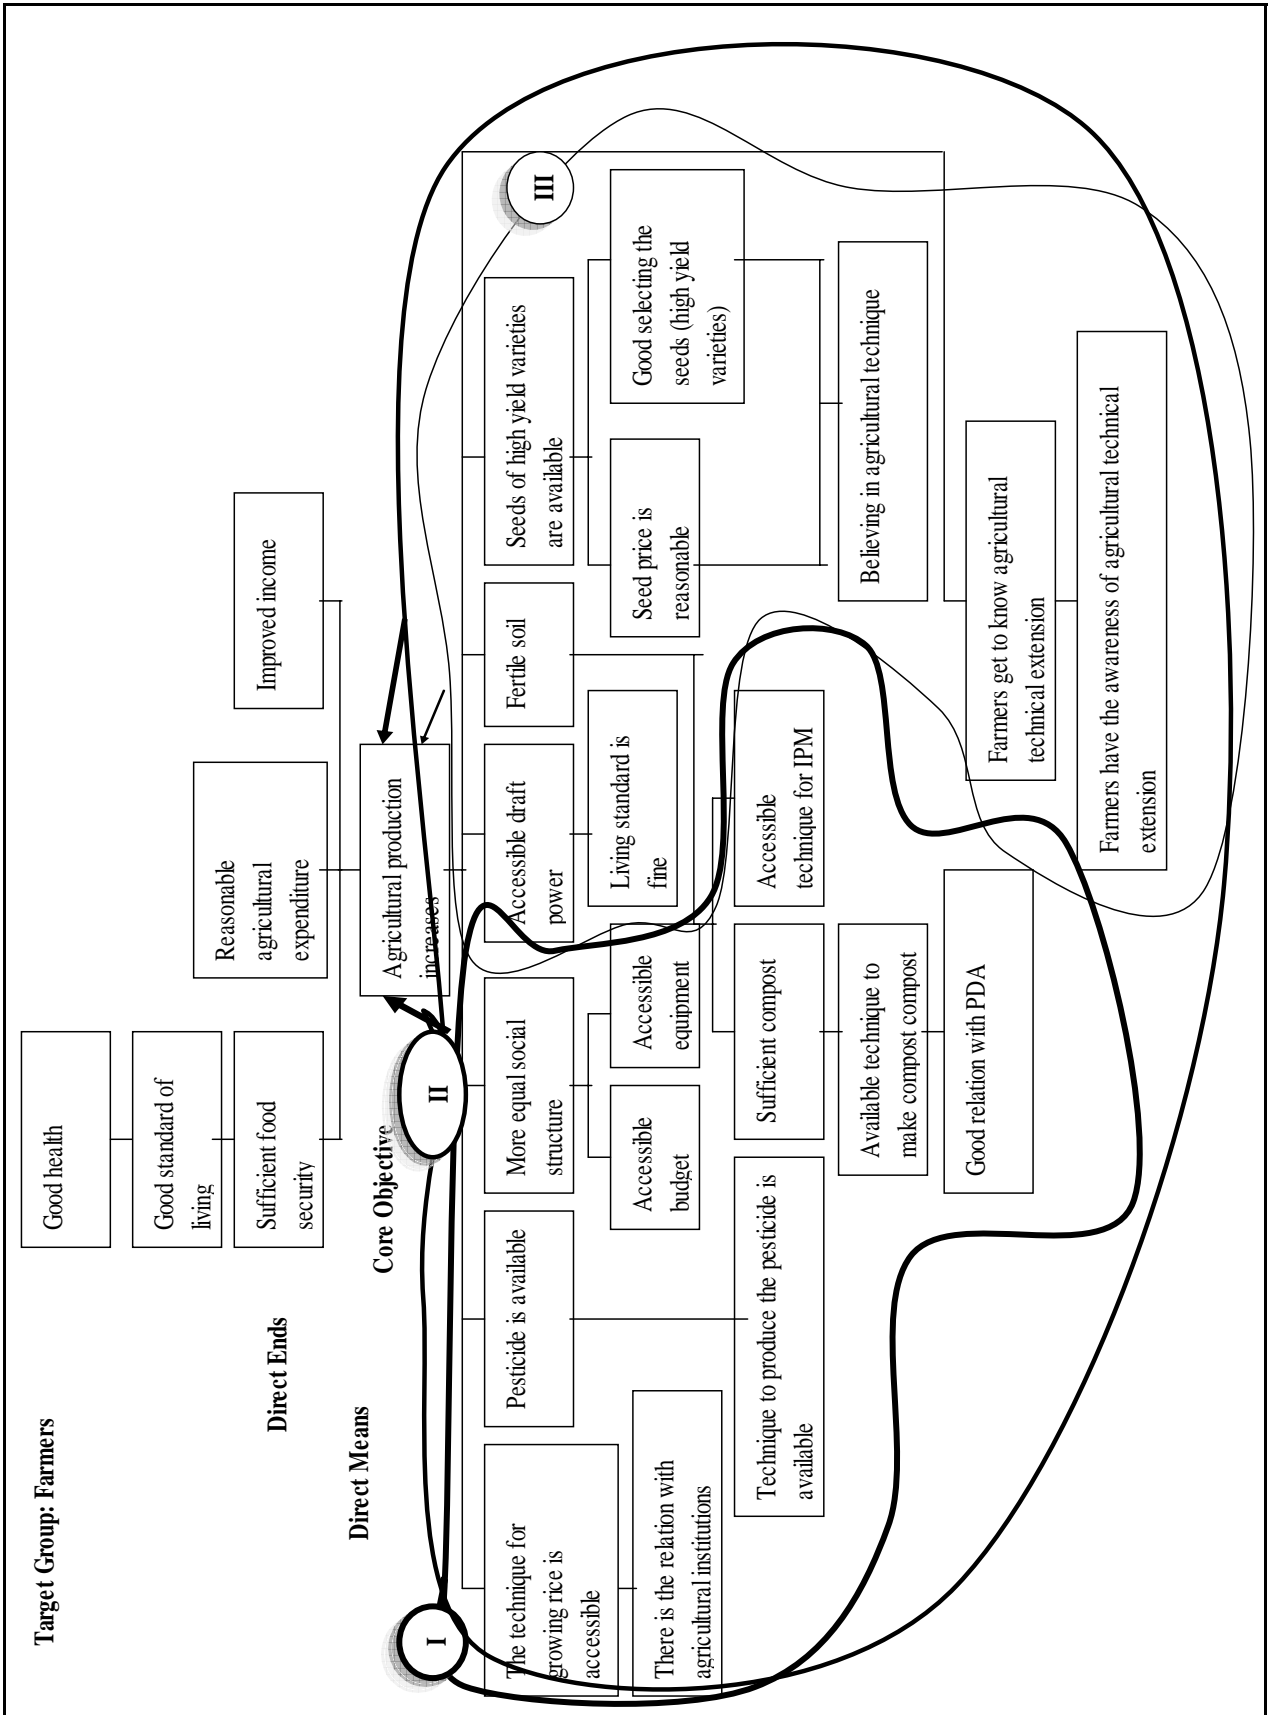 Target Group: Farmers
Good health
Good standard of
living
Direct Ends
Sufficient food
security
Reasonable
agricultural
expenditure
Improved income
Direct Means
Core Objective
Agricultural production
increases
I
II
III
The technique for
growing rice is
accessible
Pesticide is available
More equal social
structure
Accessible draft
power
Fertile soil
Seeds of high yield varieties
are available
There is the relation with
agricultural institutions
Accessible
budget
Accessible
equipment
Living standard is
fine
Seed price is
reasonable
Good selecting the
seeds (high yield
varieties)
Technique to produce the pesticide is
available
Sufficient compost
Accessible
technique for IPM
Available technique to
make compost compost
Believing in agricultural technique
Good relation with PDA
Farmers get to know agricultural
technical extension
Farmers have the awareness of agricultural technical
extension